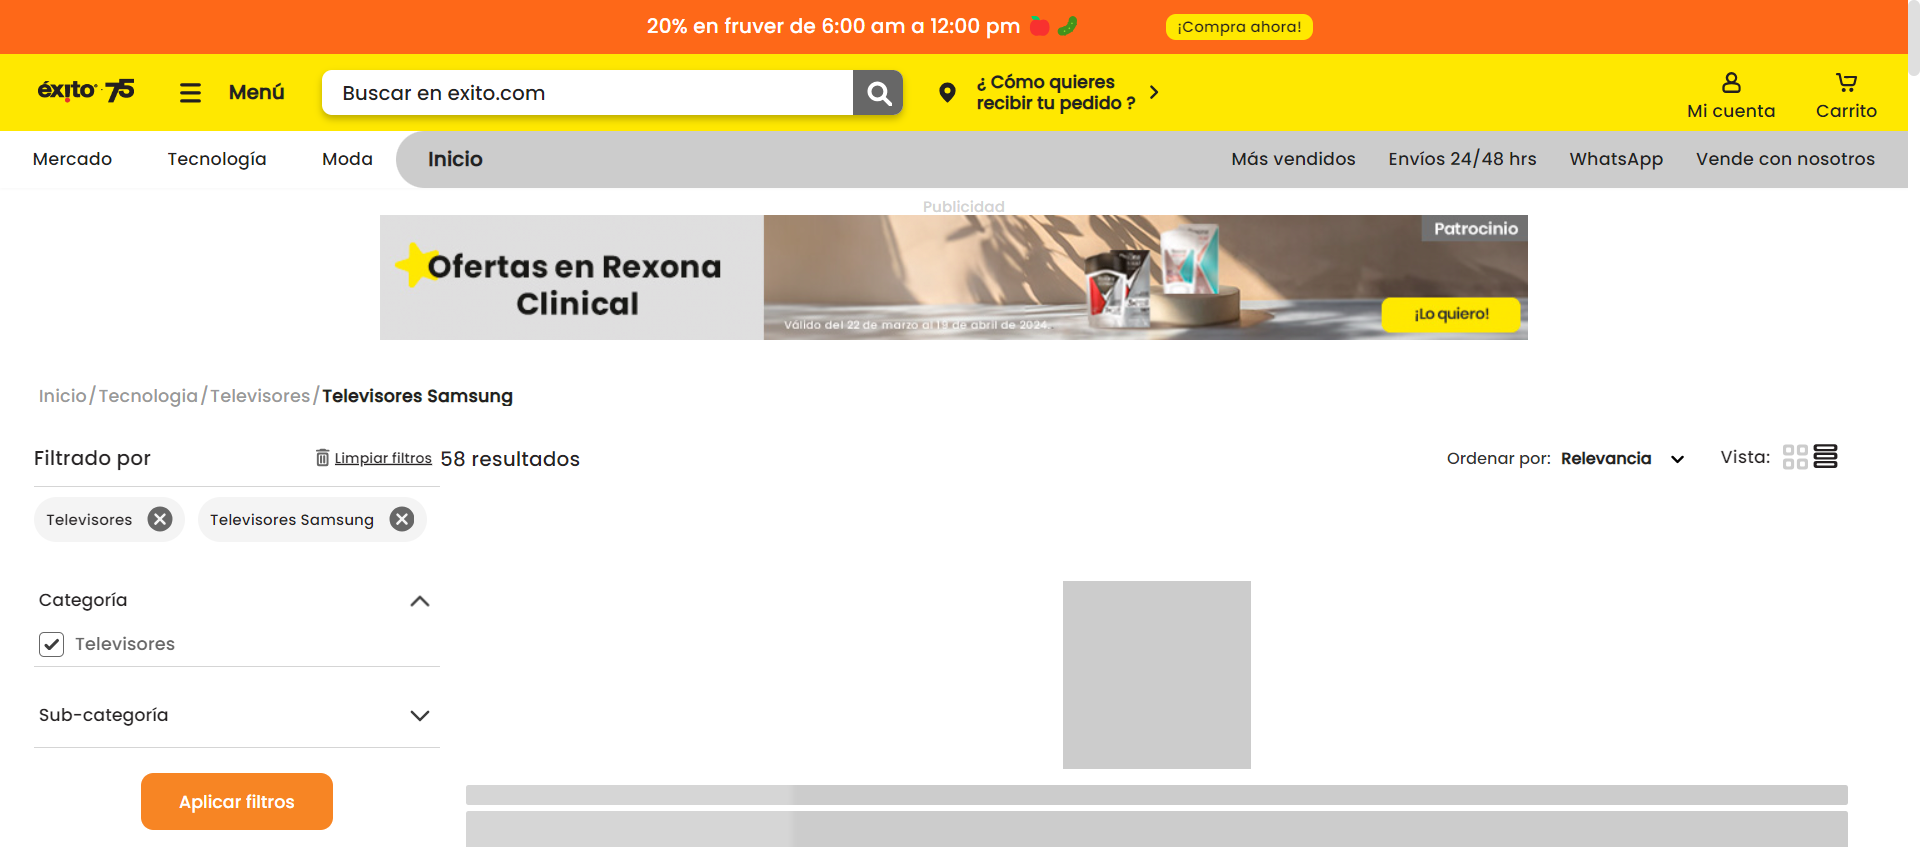 20% en fruver de 6:00 am a 12:00 pm
¡Compra ahora!
éxito · 75
Menú
Buscar en exito.com
¿ Cómo quieres
recibir tu pedido ?
Mi cuenta
Carrito
Mercado
Tecnología
Moda
Inicio
Más vendidos
Envíos 24/48 hrs
WhatsApp
Vende con nosotros
Publicidad
Ofertas en Rexona
Clinical
Patrocinio
Válido del 22 de marzo al 19 de abril de 2024.
¡Lo quiero!
Inicio/Tecnologia/Televisores/Televisores Samsung
Filtrado por
Limpiar filtros
58 resultados
Ordenar por: Relevancia
Vista:
Televisores
Televisores Samsung
Categoría
Televisores
Sub-categoría
Aplicar filtros